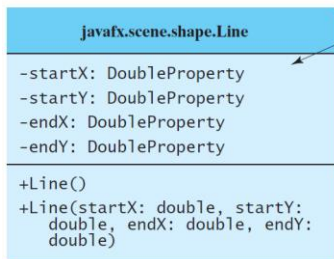 javafx.scene.shape.Line
-startX: DoubleProperty
-startY: DoubleProperty
-endX: DoubleProperty
-endY: DoubleProperty
+Line()
+Line(startX: double, startY:
double, endX: double, endY:
double)